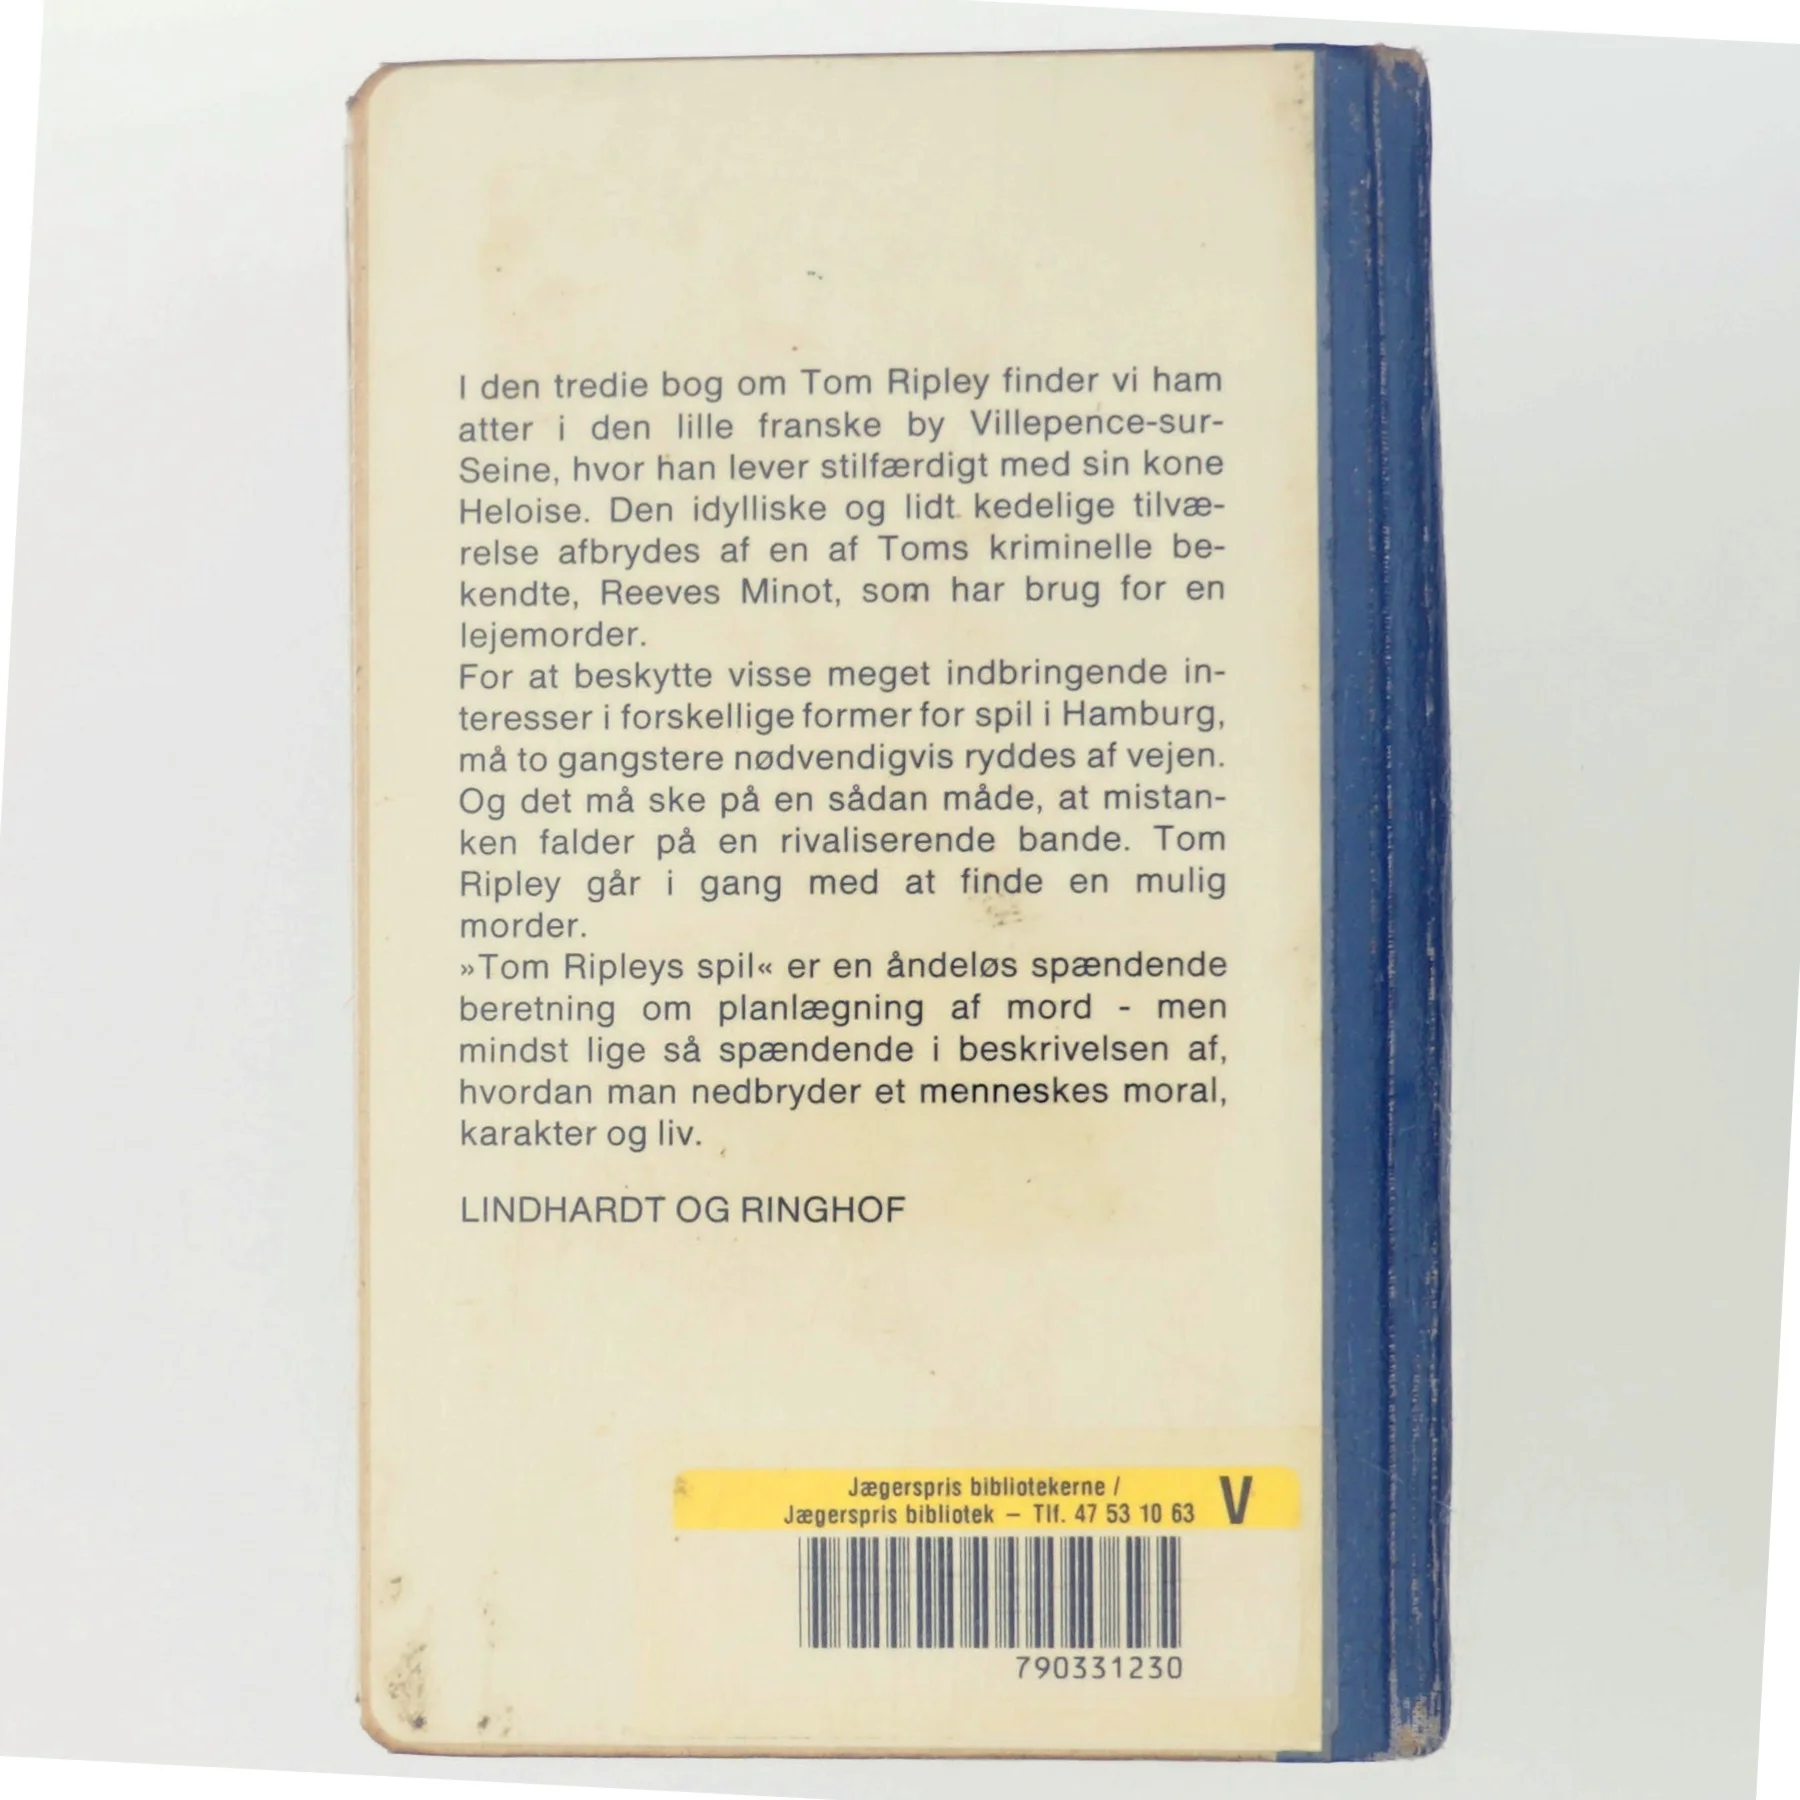 I den tredie bog om Tom Ripley finder vi ham
atter i den lille franske by Villepence-sur-
Seine, hvor han lever stilfærdigt med sin kone
Heloise. Den idylliske og lidt kedelige tilvæ-
relse afbrydes af en af Toms kriminelle be-
kendte, Reeves Minot, som har brug for en
lejemorder.
For at beskytte visse meget indbringende in-
teresser i forskellige former for spil i Hamburg,
må to gangstere nødvendigvis ryddes af vejen.
Og det må ske på en sådan måde, at mistan-
ken falder på en rivaliserende bande. Tom
Ripley går i gang med at finde en mulig
morder.
»Tom Ripleys spil« er en åndeløs spændende
beretning om planlægning af mord - men
mindst lige så spændende i beskrivelsen af,
hvordan man nedbryder et menneskes moral,
karakter og liv.
LINDHARDT OG RINGHOF
Jægerspris bibliotekerne /
Jægerspris bibliotek – Tlf. 47 53 10 63 V
790331230